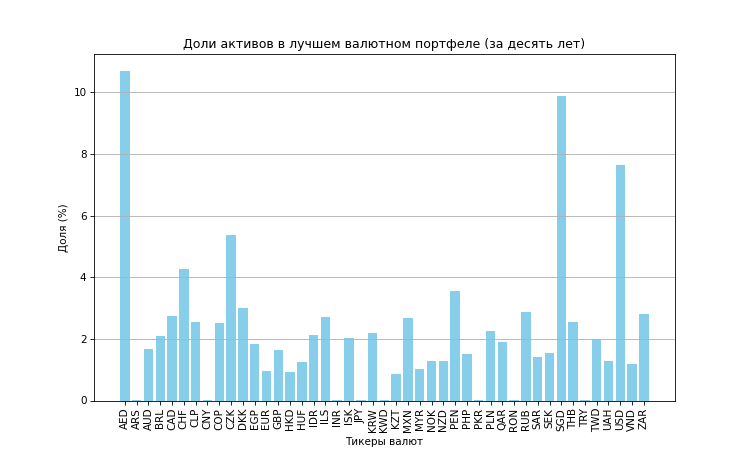 Доли активов в лучшем валютном портфеле (за десять лет)
Доля (%)
10
8
6
4
2
0
AED ARS AUD BRL CAD CHF CLP CNY COP CZK DKK EGP EUR GBP HKD HUF IDR ILS INR ISK JPY KRW KWD KZT MXN MYR NOK NZD PEN PHP PKR PLN QAR RON RUB SAR SEK SGD THB TRY TWD UAH USD VND ZAR
Тикеры валют